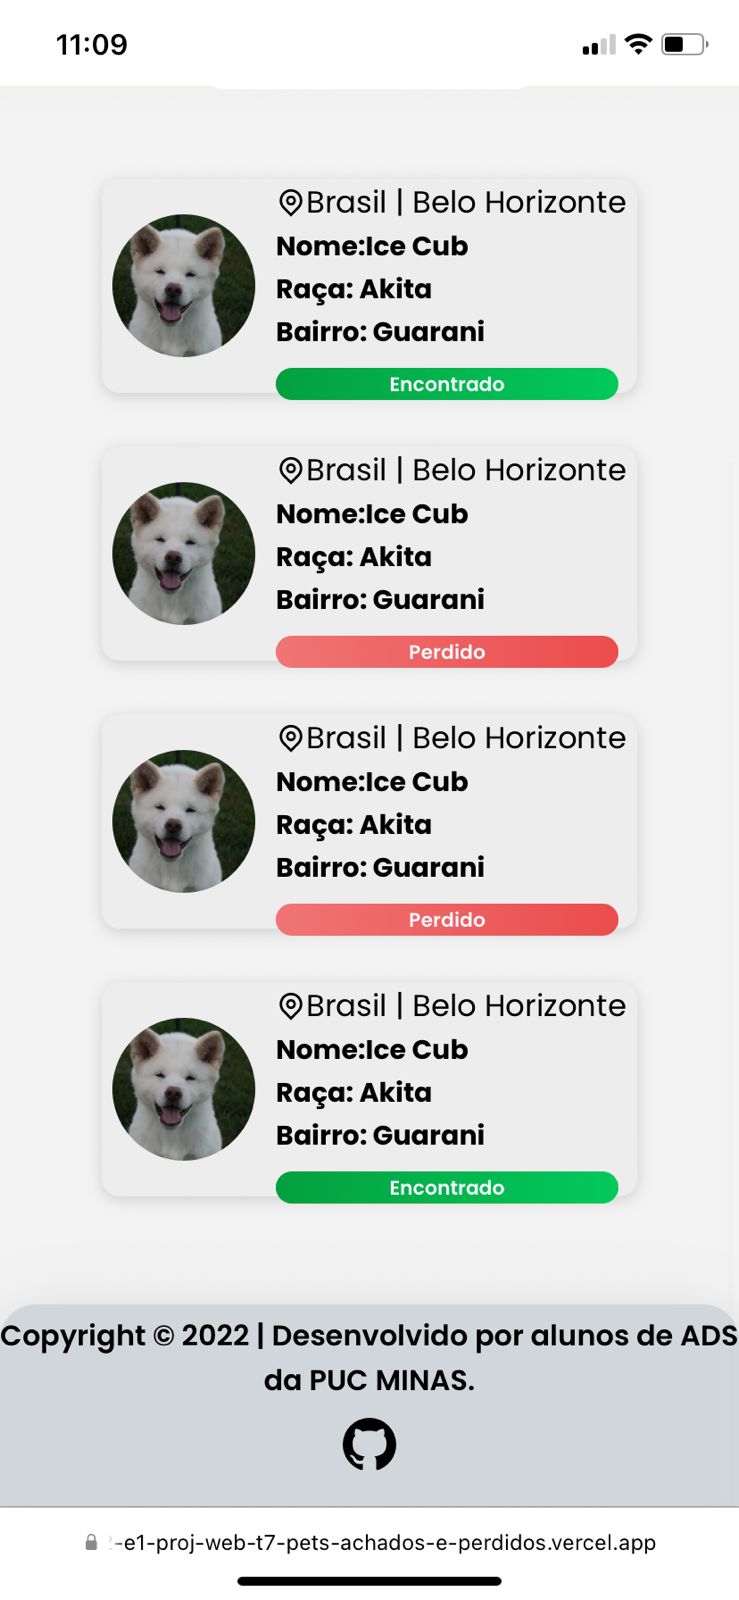 11:09
Brasil | Belo Horizonte
Nome:Ice Cub
Raça: Akita
Bairro: Guarani
Encontrado
Brasil | Belo Horizonte
Nome:Ice Cub
Raça: Akita
Bairro: Guarani
Perdido
Brasil | Belo Horizonte
Nome:Ice Cub
Raça: Akita
Bairro: Guarani
Perdido
Brasil | Belo Horizonte
Nome:Ice Cub
Raça: Akita
Bairro: Guarani
Encontrado
Copyright © 2022 | Desenvolvido por alunos de ADS
da PUC MINAS.
-e1-proj-web-t7-pets-achados-e-perdidos.vercel.app